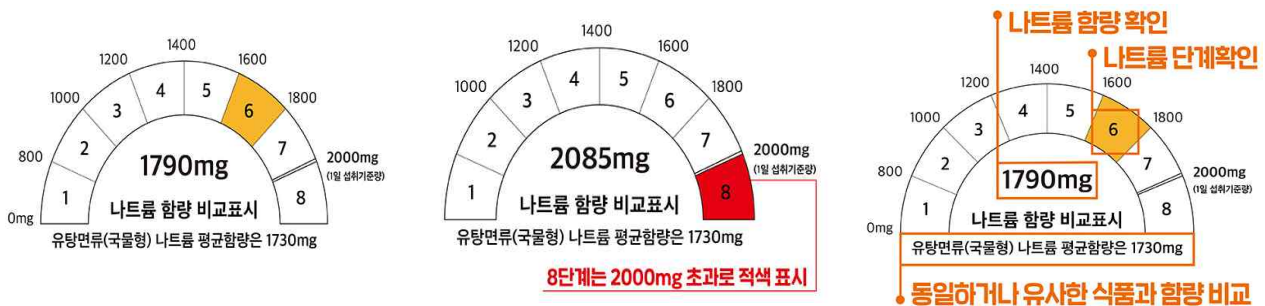 0mg
800
1000
1200
1400
1600
1800
2000mg
(1일 섭취기준량)
1
2
3
4
5
6
7
8
1790mg
나트륨 함량 비교표시
유탕면류(국물형) 나트륨 평균함량은 1730mg
0mg
800
1000
1200
1400
1600
1800
2000mg
(1일 섭취기준량)
1
2
3
4
5
6
7
8
2085mg
나트륨 함량 비교표시
유탕면류(국물형) 나트륨 평균함량은 1730mg
8단계는 2000mg 초과로 적색 표시
나트륨 함량 확인
나트륨 단계확인
0mg
800
1000
1200
1400
1600
1800
2000mg
(1일 섭취기준량)
1
2
3
4
5
6
7
8
1790mg
나트륨 함량 비교표시
유탕면류(국물형) 나트륨 평균함량은 1730mg
동일하거나 유사한 식품과 함량 비교